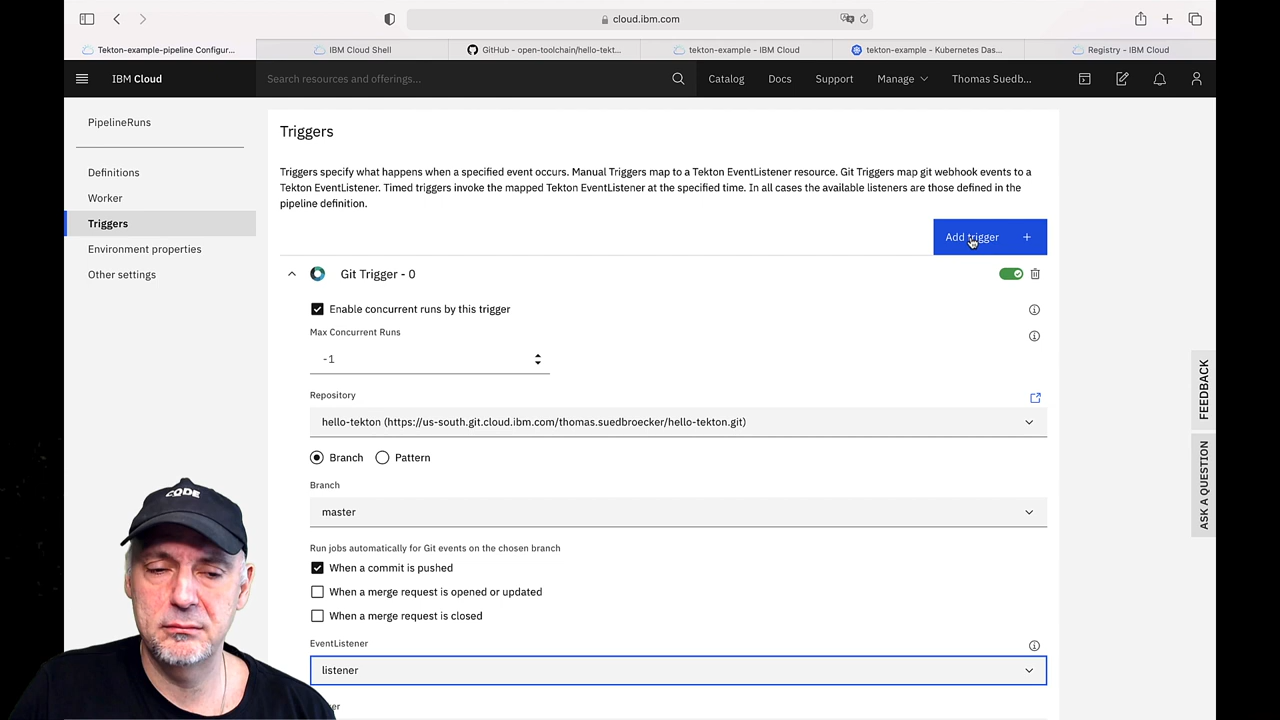 cloud.ibm.com
Tekton-example-pipeline Configur...
IBM Cloud Shell
GitHub - open-toolchain/hello-tekt...
tekton-example - IBM Cloud
tekton-example - Kubernetes Das...
Registry - IBM Cloud
IBM Cloud
Search resources and offerings...
Catalog
Docs
Support
Manage
Thomas Suedb...
PipelineRuns
Definitions
Worker
Triggers
Environment properties
Other settings
Triggers
Triggers specify what happens when a specified event occurs. Manual Triggers map to a Tekton EventListener resource. Git Triggers map git webhook events to a
Tekton EventListener. Timed triggers invoke the mapped Tekton EventListener at the specified time. In all cases the available listeners are those defined in the
pipeline definition.
Add trigger +
Git Trigger - 0
Enable concurrent runs by this trigger
Max Concurrent Runs
-1
Repository
hello-tekton (https://us-south.git.cloud.ibm.com/thomas.suedbroecker/hello-tekton.git)
Branch
Pattern
Branch
master
Run jobs automatically for Git events on the chosen branch
When a commit is pushed
When a merge request is opened or updated
When a merge request is closed
EventListener
listener
FEEDBACK
ASK A QUESTION
CODE